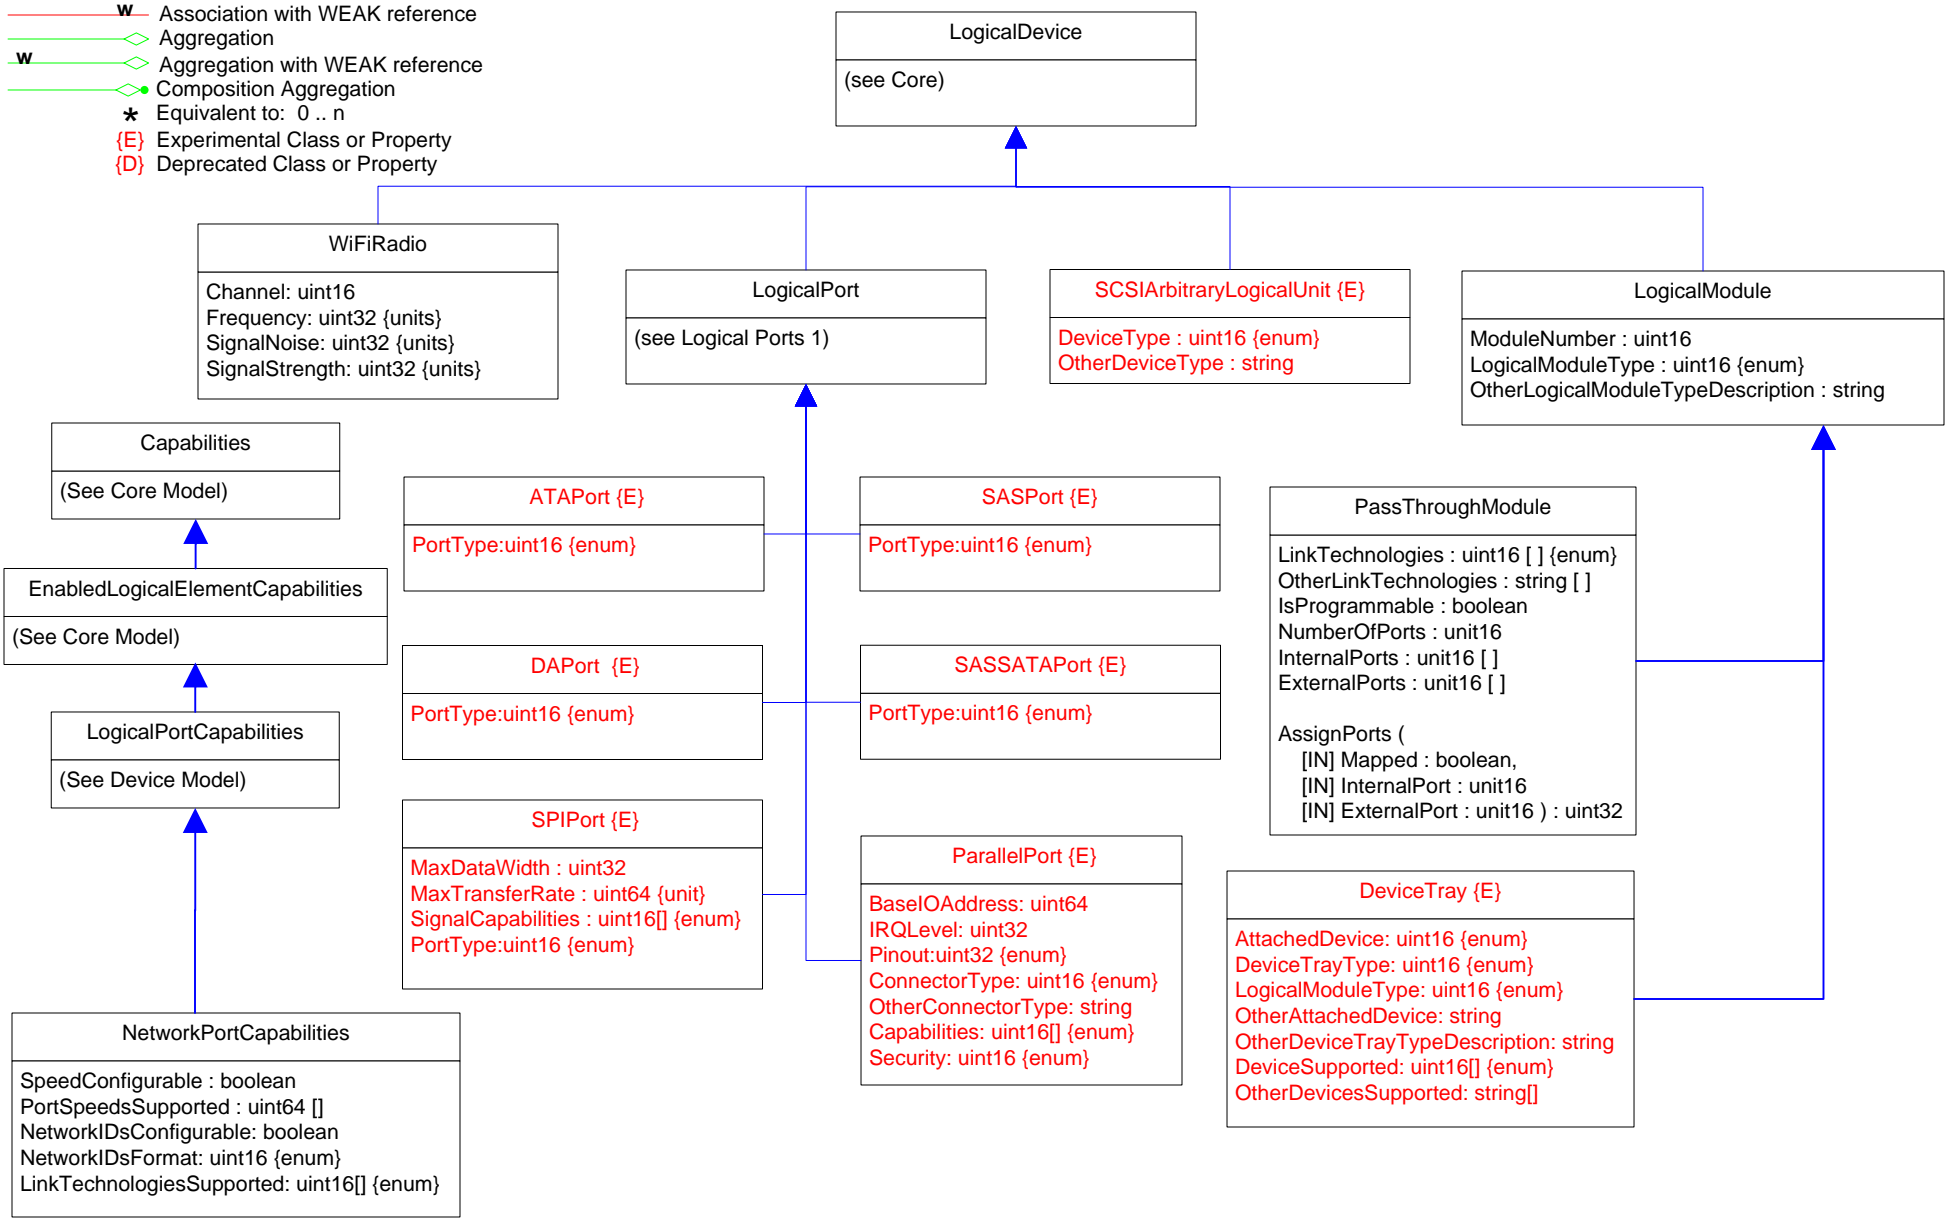 w Association with WEAK reference
Aggregation
w Aggregation with WEAK reference
Composition Aggregation
* Equivalent to: 0 .. n
{E} Experimental Class or Property
{D} Deprecated Class or Property
LogicalDevice
(see Core)
WiFiRadio
Channel: uint16
Frequency: uint32 {units}
SignalNoise: uint32 {units}
SignalStrength: uint32 {units}
LogicalPort
(see Logical Ports 1)
SCSIArbitraryLogicalUnit {E}
DeviceType : uint16 {enum}
OtherDeviceType : string
LogicalModule
ModuleNumber : uint16
LogicalModuleType : uint16 {enum}
OtherLogicalModuleTypeDescription : string
Capabilities
(See Core Model)
EnabledLogicalElementCapabilities
(See Core Model)
LogicalPortCapabilities
(See Device Model)
NetworkPortCapabilities
SpeedConfigurable : boolean
PortSpeedsSupported : uint64 []
NetworkIDsConfigurable: boolean
NetworkIDsFormat: uint16 {enum}
LinkTechnologiesSupported: uint16[] {enum}
ATAPort {E}
PortType:uint16 {enum}
SASPort {E}
PortType:uint16 {enum}
DAPort {E}
PortType:uint16 {enum}
SASSATAPort {E}
PortType:uint16 {enum}
SPIPort {E}
MaxDataWidth : uint32
MaxTransferRate : uint64 {unit}
SignalCapabilities : uint16[] {enum}
PortType:uint16 {enum}
ParallelPort {E}
BaseIOAddress: uint64
IRQLevel: uint32
Pinout:uint32 {enum}
ConnectorType: uint16 {enum}
OtherConnectorType: string
Capabilities: uint16[] {enum}
Security: uint16 {enum}
PassThroughModule
LinkTechnologies : uint16 [ ] {enum}
OtherLinkTechnologies : string [ ]
IsProgrammable : boolean
NumberOfPorts : unit16
InternalPorts : unit16 [ ]
ExternalPorts : unit16 [ ]
AssignPorts (
[IN] Mapped : boolean,
[IN] InternalPort : unit16
[IN] ExternalPort : unit16 ) : uint32
DeviceTray {E}
AttachedDevice: uint16 {enum}
DeviceTrayType: uint16 {enum}
LogicalModuleType: uint16 {enum}
OtherAttachedDevice: string
OtherDeviceTrayTypeDescription: string
DeviceSupported: uint16[] {enum}
OtherDevicesSupported: string[]